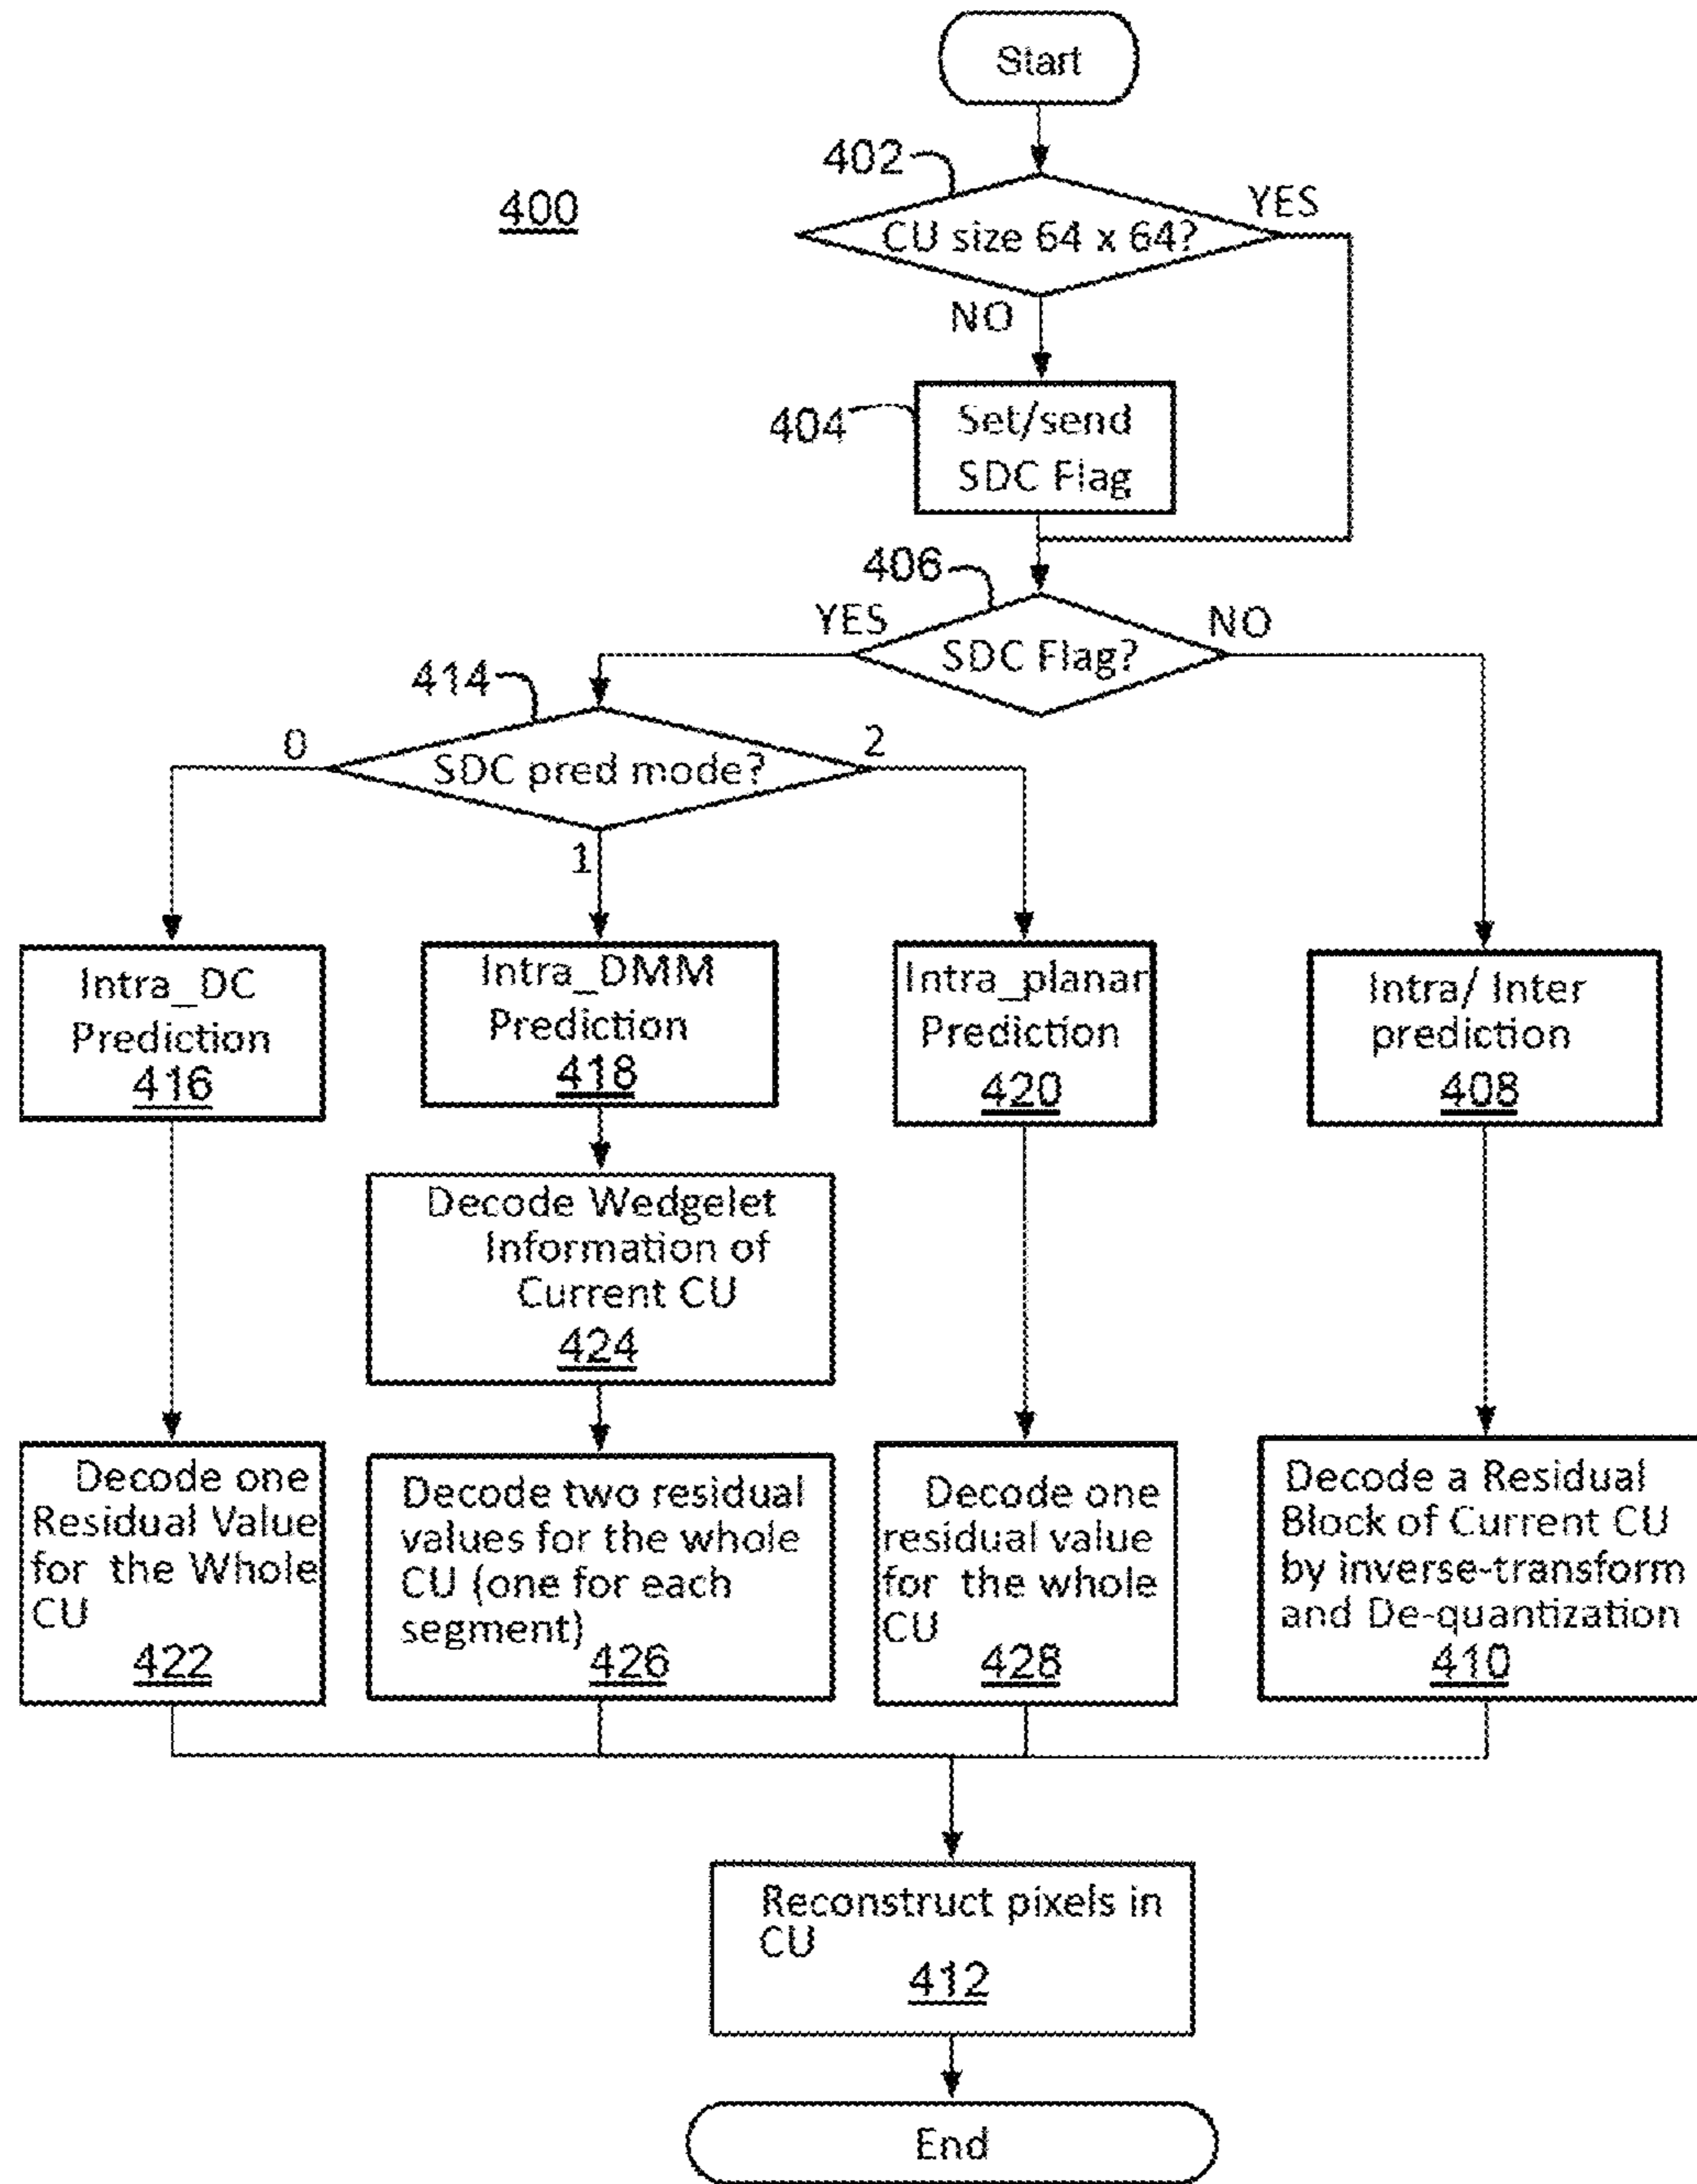 Start
402
400
YES
CU size 64 x 64?
NO
404
Set/send
SDC Flag
406
YES
NO
SDC Flag?
414
0
2
SDC pred mode?
1
Intra_DC
Prediction
416
Intra_DMM
Prediction
418
Intra_planar
Prediction
420
Intra/ Inter
prediction
408
Decode Wedgelet
Information of
Current CU
424
Decode one
Residual Value
for the Whole
CU
422
Decode two residual
values for the whole
CU (one for each
segment)
426
Decode one
residual value
for the whole
CU
428
Decode a Residual
Block of Current CU
by inverse-transform
and De-quantization
410
Reconstruct pixels in
CU
412
End